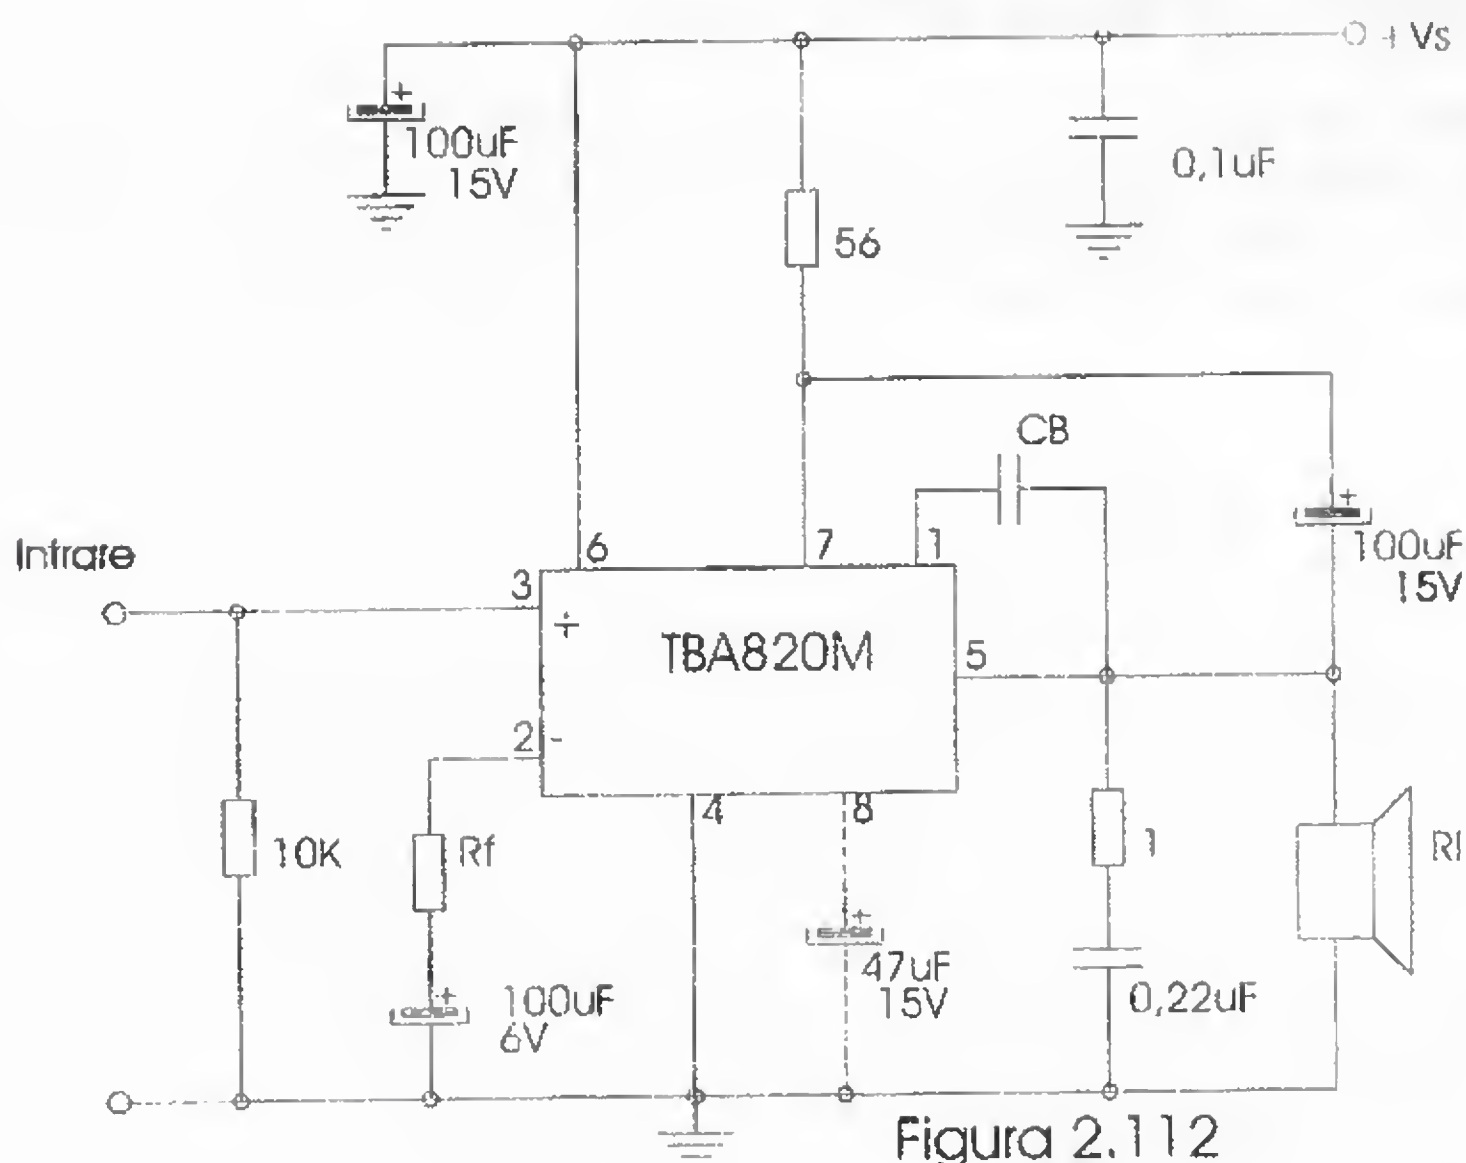 + Vs
100uF
15V
0,1uF
56
CB
Intrare
6
7
1
100uF
15V
3
+
TBA820M
5
2
-
4
8
10K
Rf
1
Rl
47uF
15V
100uF
6V
0,22uF
Figura 2.112